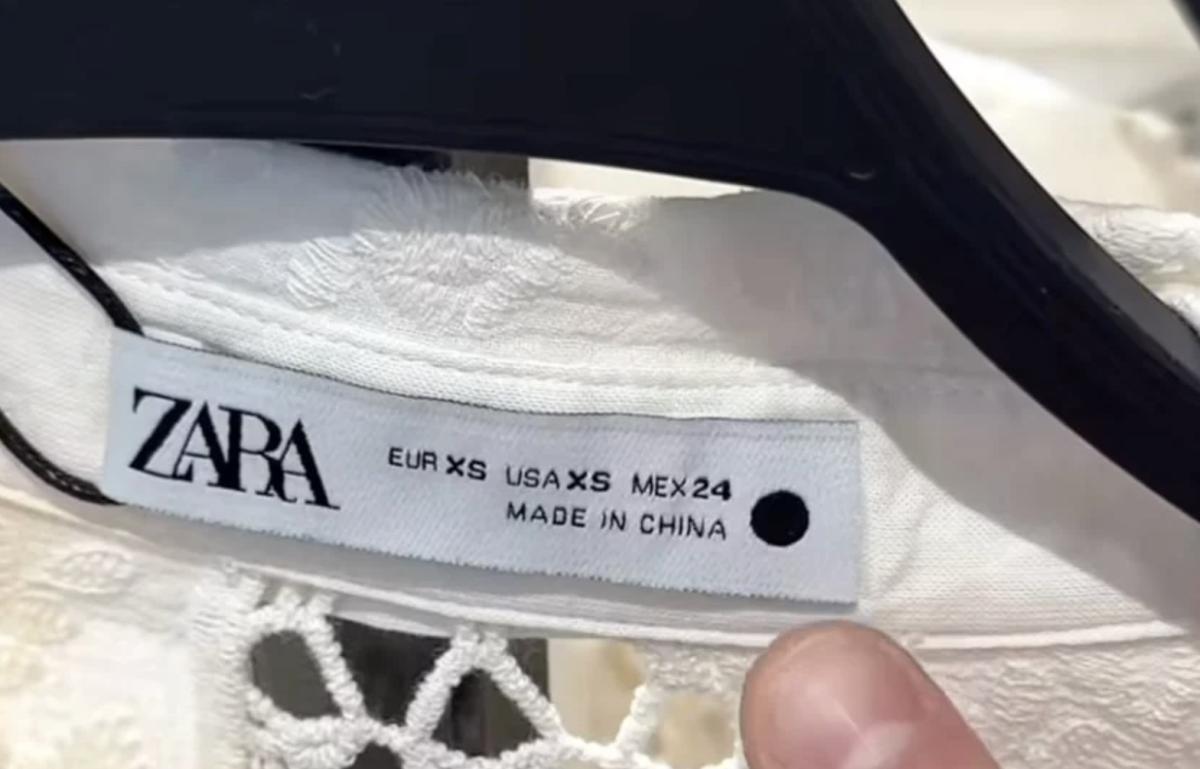 ZARA
EUR XS USA XS MEX 24
MADE IN CHINA